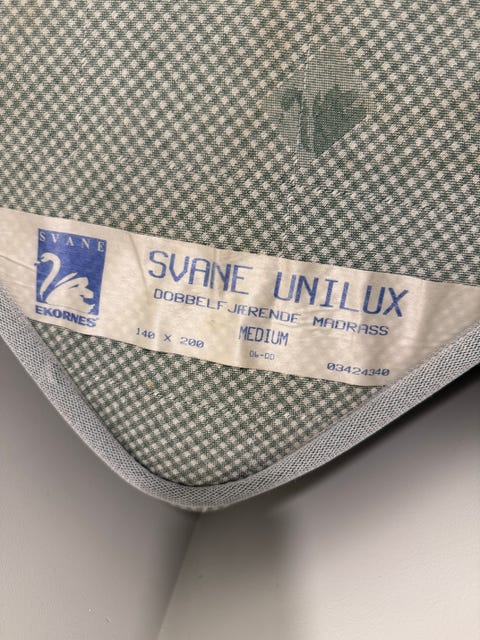 SVANE
EKORNES
SVANE UNILUX
DOBBELFJÆRENDE MADRASS
140 X 200 MEDIUM
06-00
03424340